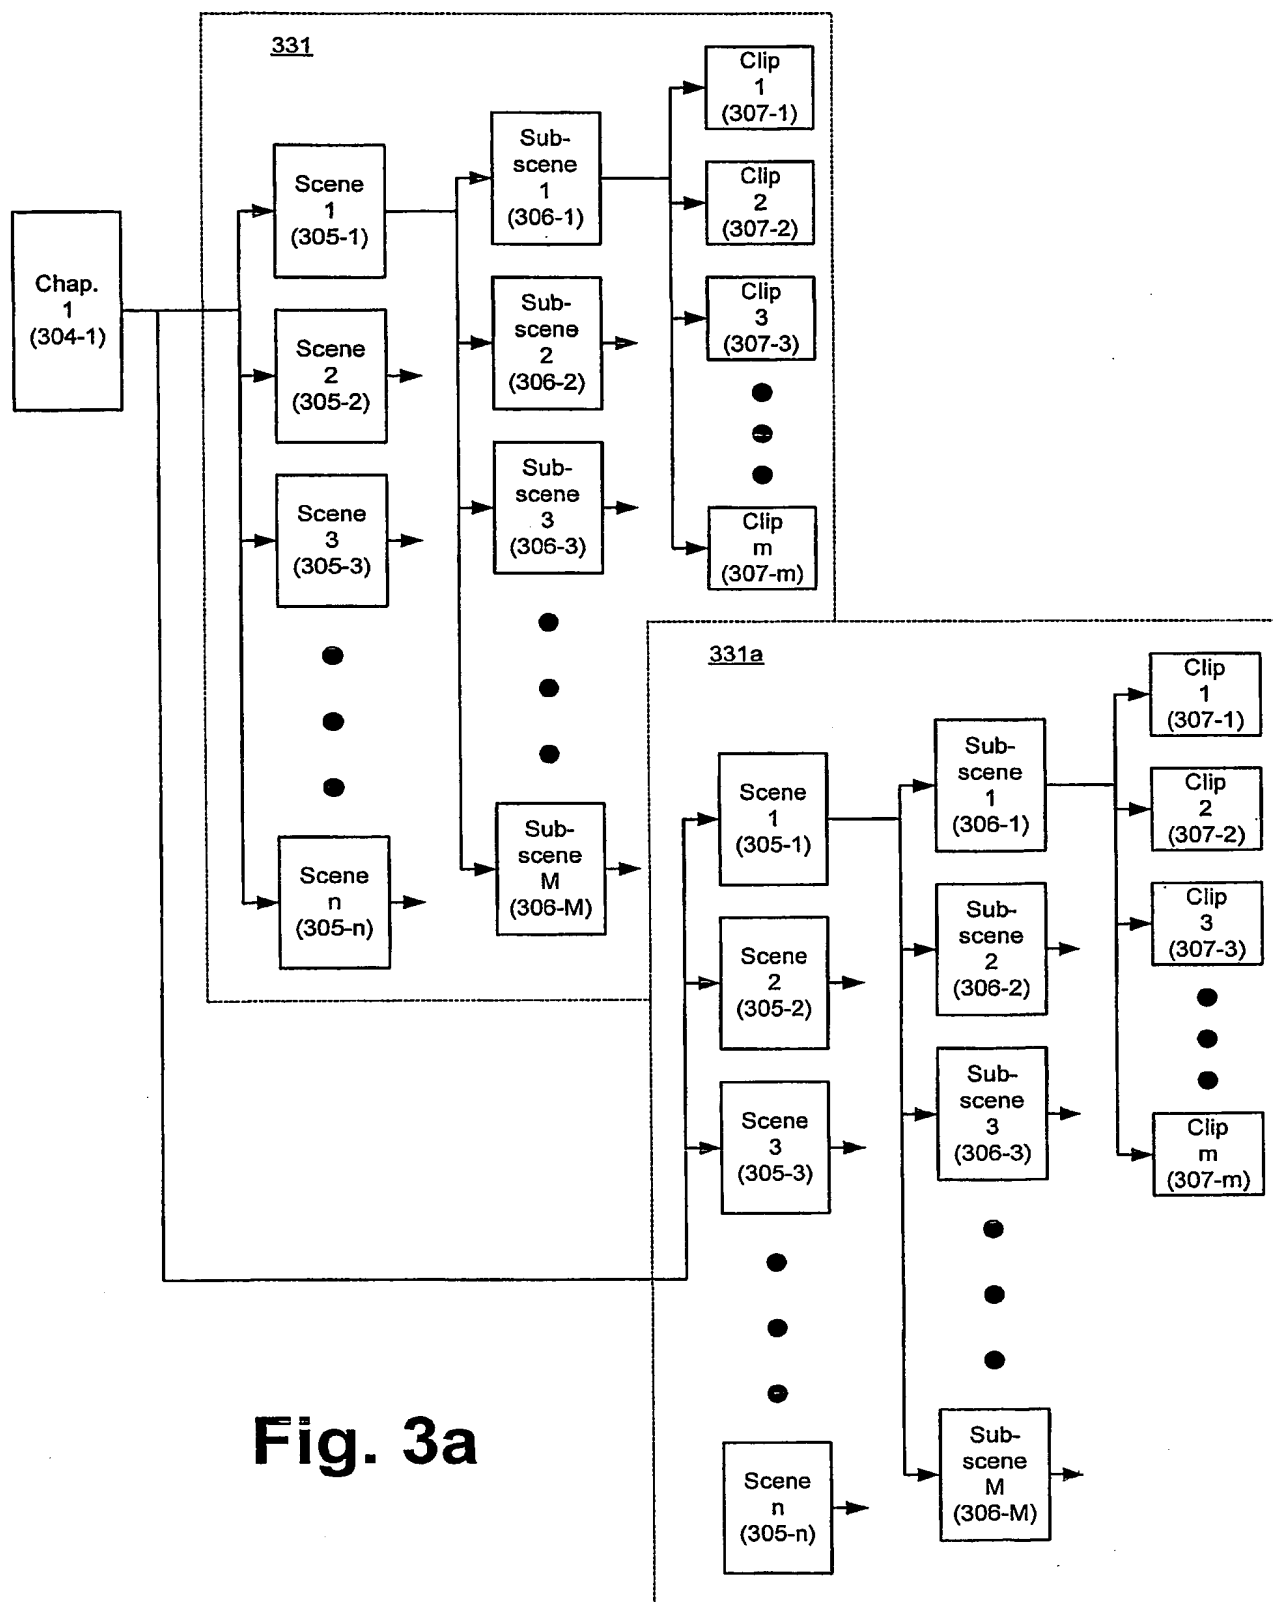 331
Chap.
1
(304-1)
Scene
1
(305-1)
Scene
2
(305-2)
Scene
3
(305-3)
Scene
n
(305-n)
Sub-
scene
1
(306-1)
Sub-
scene
2
(306-2)
Sub-
scene
3
(306-3)
Sub-
scene
M
(306-M)
Clip
1
(307-1)
Clip
2
(307-2)
Clip
3
(307-3)
Clip
m
(307-m)
331a
Scene
1
(305-1)
Scene
2
(305-2)
Scene
3
(305-3)
Scene
n
(305-n)
Sub-
scene
1
(306-1)
Sub-
scene
2
(306-2)
Sub-
scene
3
(306-3)
Sub-
scene
M
(306-M)
Clip
1
(307-1)
Clip
2
(307-2)
Clip
3
(307-3)
Clip
m
(307-m)
Fig. 3a